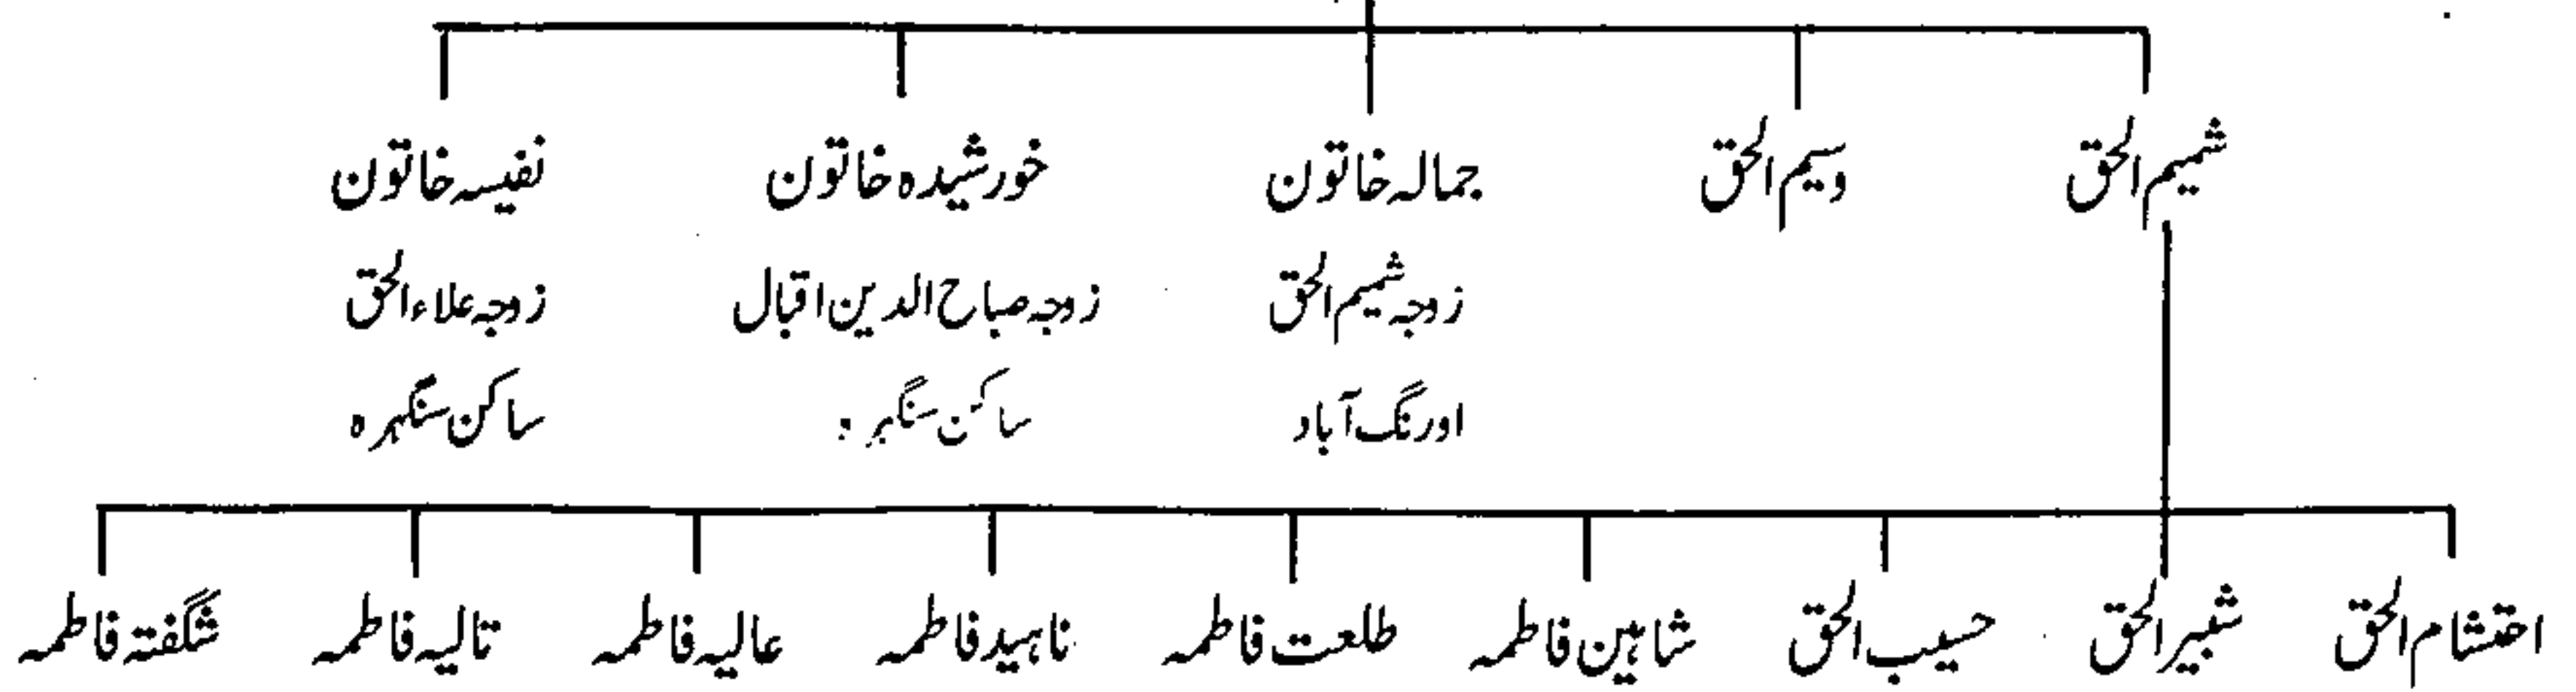 شمیم الحق وسیم الحق جمالہ خاتون خورشیدہ خاتون نفیسہ خاتون
زوجہ شمیم الحق زوجہ صباح الدین اقبال زوجہ علاء الحق
اورنگ آباد ساکن سنگہرہ ساکن سنگہرہ
احتشام الحق شبیر الحق حسیب الحق شاہین فاطمہ طلعت فاطمہ ناہید فاطمہ عالیہ فاطمہ تالیہ فاطمہ شگفتہ فاطمہ